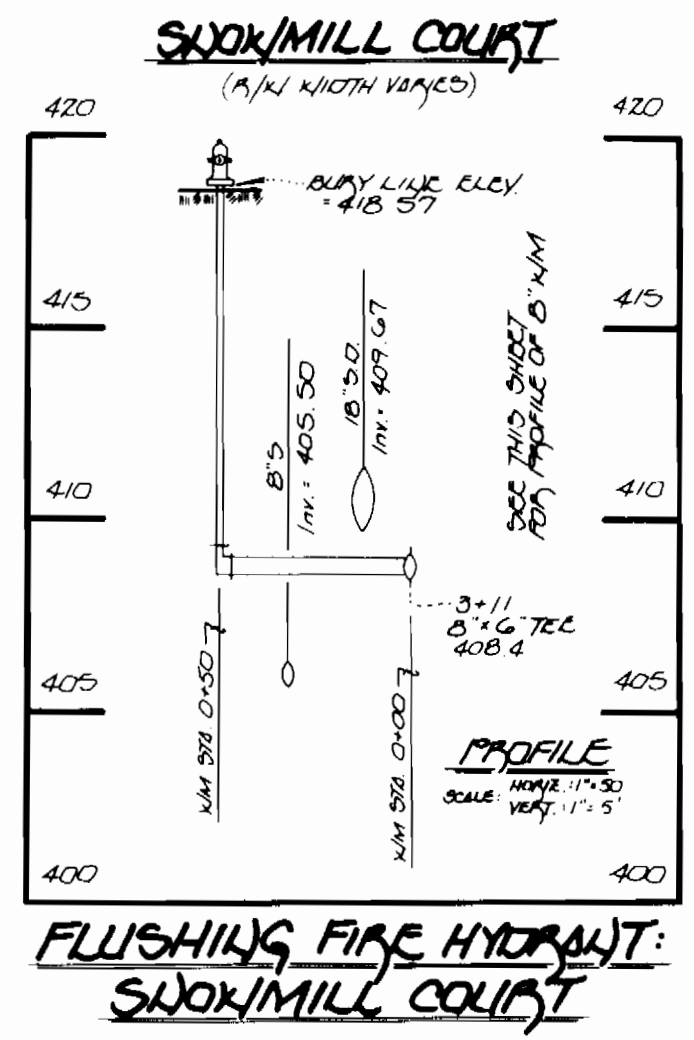 SNOWMILL COURT
(R/W WIDTH VARIES)
420
420
BURY LINE ELEV.
= 418.57
415
415
8"S
Inv. = 405.50
18"S.D.
Inv. = 409.67
SEE THIS SHEET
FOR PROFILE OF 8" W/M
410
410
3+11
8" x 6" TEE
408.4
405
405
W/M STA. 0+50
W/M STA. 0+00
PROFILE
SCALE: HORIZ.: 1"=50
VERT.: 1"= 5'
400
400
FLUSHING FIRE HYDRANT:
SNOWMILL COURT